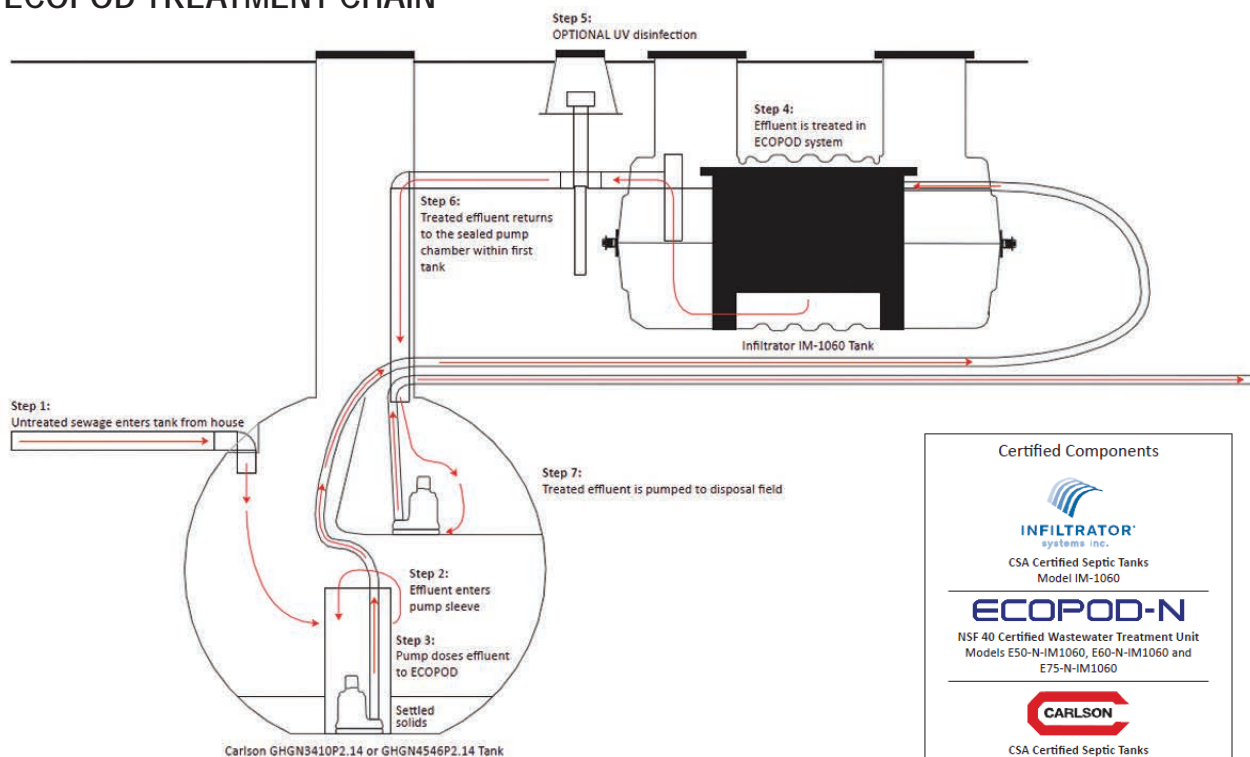 ECOPOD TREATMENT CHAIN
Step 5:
OPTIONAL UV disinfection
Step 4:
Effluent is treated in
ECOPOD system
Step 6:
Treated effluent returns
to the sealed pump
chamber within first
tank
Infiltrator IM-1060 Tank
Step 1:
Untreated sewage enters tank from house
Step 7:
Treated effluent is pumped to disposal field
Step 2:
Effluent enters
pump sleeve
Step 3:
Pump doses effluent
to ECOPOD
Settled
solids
Carlson GHGN3410P2.14 or GHGN4546P2.14 Tank
Certified Components
INFILTRATOR®
systems inc.
CSA Certified Septic Tanks
Model IM-1060
ECOPOD-N
NSF 40 Certified Wastewater Treatment Unit
Models E50-N-IM1060, E60-N-IM1060 and
E75-N-IM1060
CARLSON
CSA Certified Septic Tanks